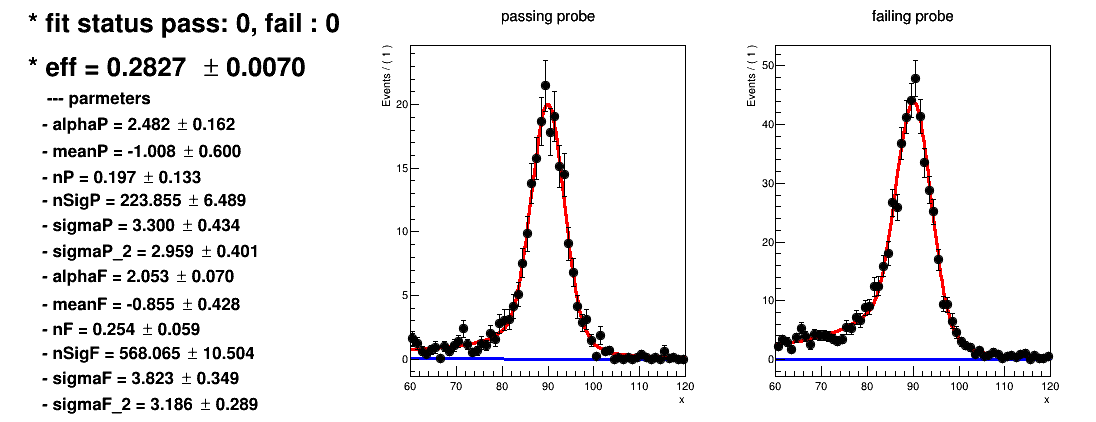 * fit status pass: 0, fail : 0
* eff = 0.2827 ± 0.0070
--- parmeters
- alphaP = 2.482 ± 0.162
- meanP = -1.008 ± 0.600
- nP = 0.197 ± 0.133
- nSigP = 223.855 ± 6.489
- sigmaP = 3.300 ± 0.434
- sigmaP_2 = 2.959 ± 0.401
- alphaF = 2.053 ± 0.070
- meanF = -0.855 ± 0.428
- nF = 0.254 ± 0.059
- nSigF = 568.065 ± 10.504
- sigmaF = 3.823 ± 0.349
- sigmaF_2 = 3.186 ± 0.289
passing probe
Events / ( 1 )
20
15
10
5
0
60 70 80 90 100 110 120
x
failing probe
Events / ( 1 )
50
40
30
20
10
0
60 70 80 90 100 110 120
x